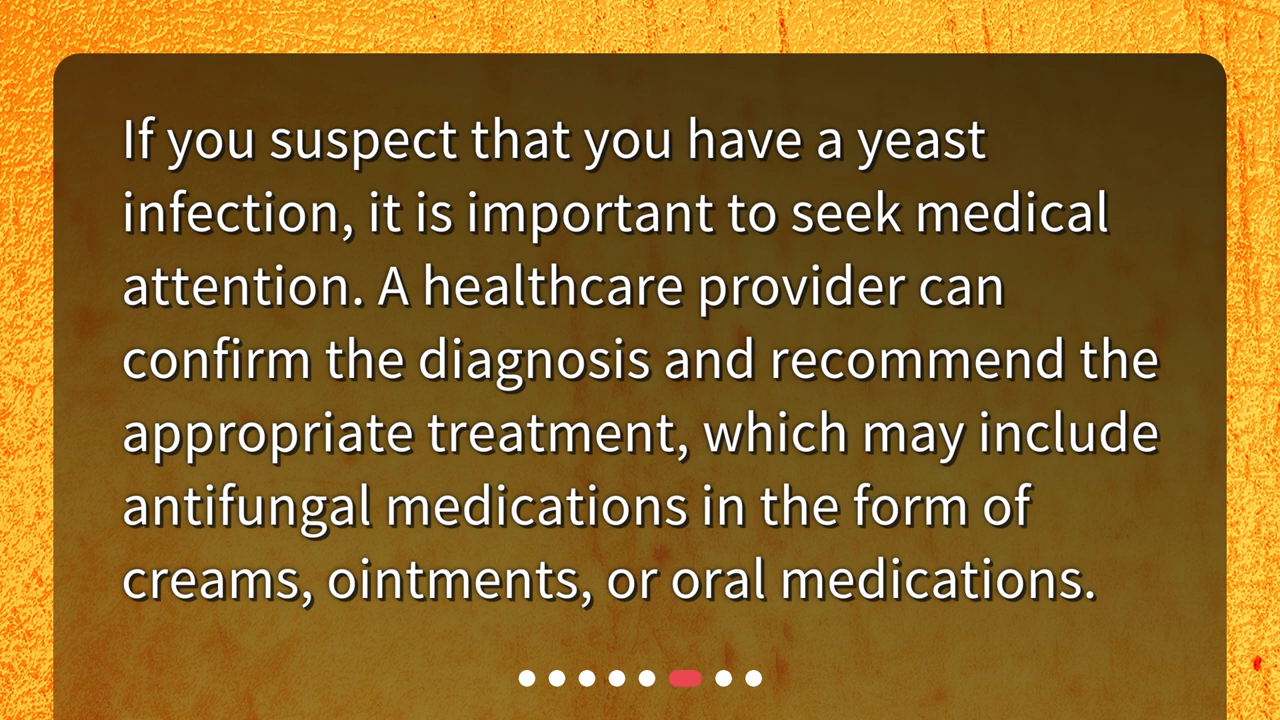 If you suspect that you have a yeast
infection, it is important to seek medical
attention. A healthcare provider can
confirm the diagnosis and recommend the
appropriate treatment, which may include
antifungal medications in the form of
creams, ointments, or oral medications.